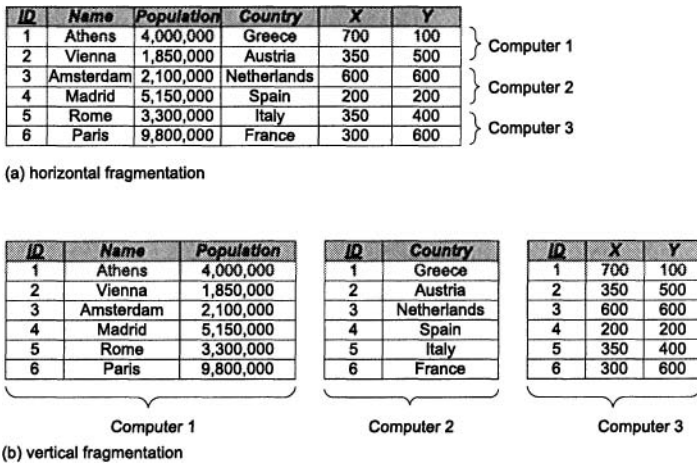 ID Name Population Country X Y
1 Athens 4,000,000 Greece 700 100
2 Vienna 1,850,000 Austria 350 500
Computer 1
3 Amsterdam 2,100,000 Netherlands 600 600
4 Madrid 5,150,000 Spain 200 200
Computer 2
5 Rome 3,300,000 Italy 350 400
6 Paris 9,800,000 France 300 600
Computer 3
(a) horizontal fragmentation
ID Name Population
1 Athens 4,000,000
2 Vienna 1,850,000
3 Amsterdam 2,100,000
4 Madrid 5,150,000
5 Rome 3,300,000
6 Paris 9,800,000
Computer 1
ID Country
1 Greece
2 Austria
3 Netherlands
4 Spain
5 Italy
6 France
Computer 2
ID X Y
1 700 100
2 350 500
3 600 600
4 200 200
5 350 400
6 300 600
Computer 3
(b) vertical fragmentation